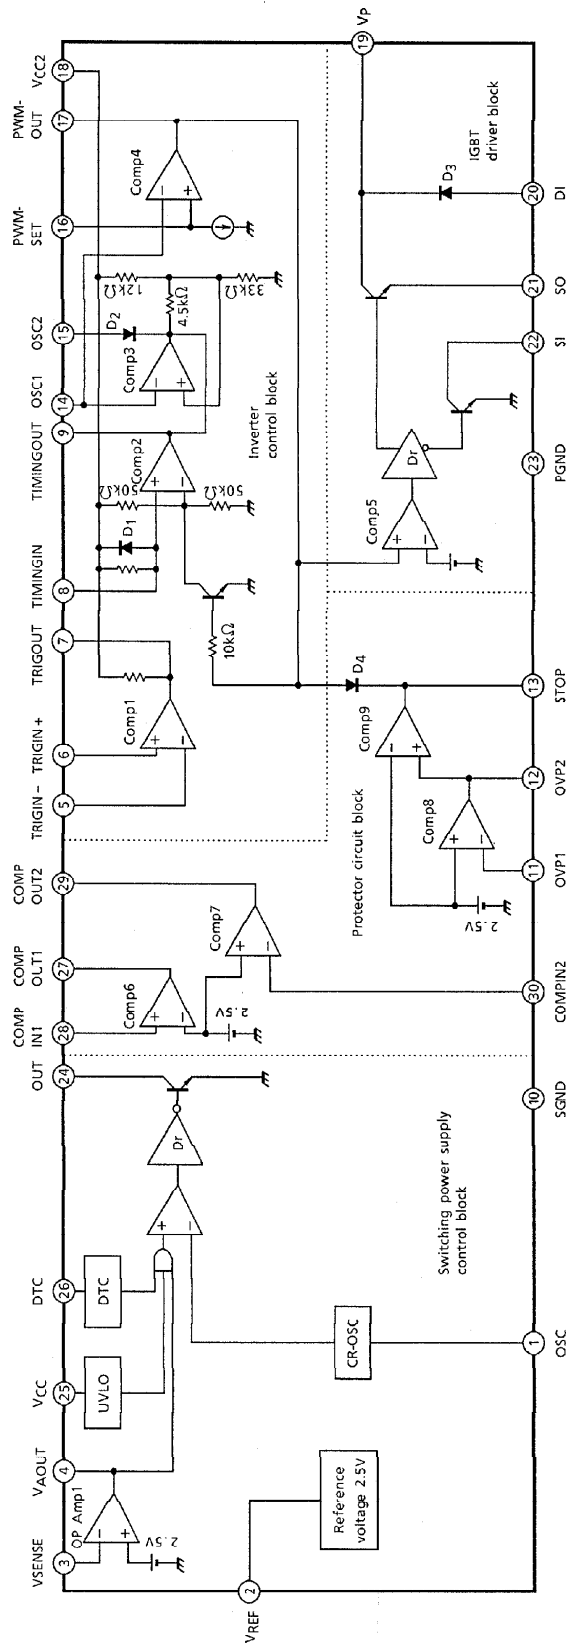 VSENSE
3
VAOUT
4
VCC
25
DTC
26
OUT
24
COMP
IN1
28
COMP
OUT1
27
COMP
OUT2
29
TRIGIN-
5
TRIGIN+
6
TRIGOUT
7
TIMINGIN
8
TIMINGOUT
9
OSC1
14
OSC2
15
PWM-
SET
16
PWM-
OUT
17
VCC2
18
OP Amp1
2.5V
UVLO
DTC
Dr
Comp6
2.5V
Comp7
Comp1
10kΩ
D1
50kΩ
50kΩ
Comp2
Comp3
D2
4.5kΩ
12kΩ
33kΩ
Comp4
Inverter
control block
VREF
2
Reference
voltage 2.5V
CR-OSC
Switching power supply
control block
Protector circuit block
2.5V
Comp8
Comp9
D4
Comp5
Dr
D3
IGBT
driver block
VP
19
1
OSC
10
SGND
30
COMPIN2
11
OVP1
12
OVP2
13
STOP
23
PGND
22
SI
21
SO
20
DI